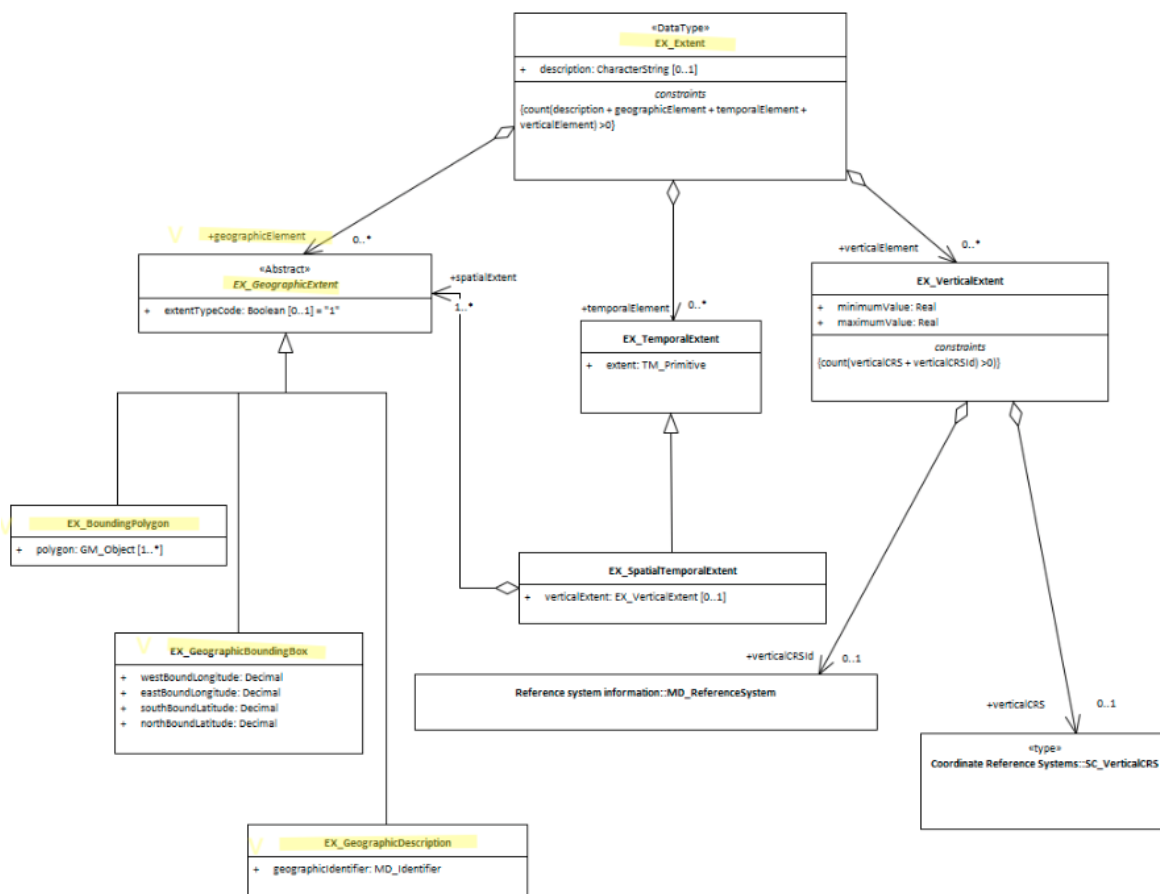 «DataType»
EX_Extent
+ description: CharacterString [0..1]
constraints
{count(description + geographicElement + temporalElement +
verticalElement) >0}
V +geographicElement
0..*
«Abstract»
EX_GeographicExtent
+ extentTypeCode: Boolean [0..1] = "1"
+spatialExtent
1..*
+temporalElement
0..*
EX_TemporalExtent
+ extent: TM_Primitive
+verticalElement
0..*
EX_VerticalExtent
+ minimumValue: Real
+ maximumValue: Real
constraints
{count(verticalCRS + verticalCRSId) >0)}
V EX_BoundingPolygon
+ polygon: GM_Object [1..*]
EX_SpatialTemporalExtent
+ verticalExtent: EX_VerticalExtent [0..1]
V EX_GeographicBoundingBox
+ westBoundLongitude: Decimal
+ eastBoundLongitude: Decimal
+ southBoundLatitude: Decimal
+ northBoundLatitude: Decimal
+verticalCRSId
0..1
Reference system information::MD_ReferenceSystem
+verticalCRS
0..1
«type»
Coordinate Reference Systems::SC_VerticalCRS
V EX_GeographicDescription
+ geographicIdentifier: MD_Identifier